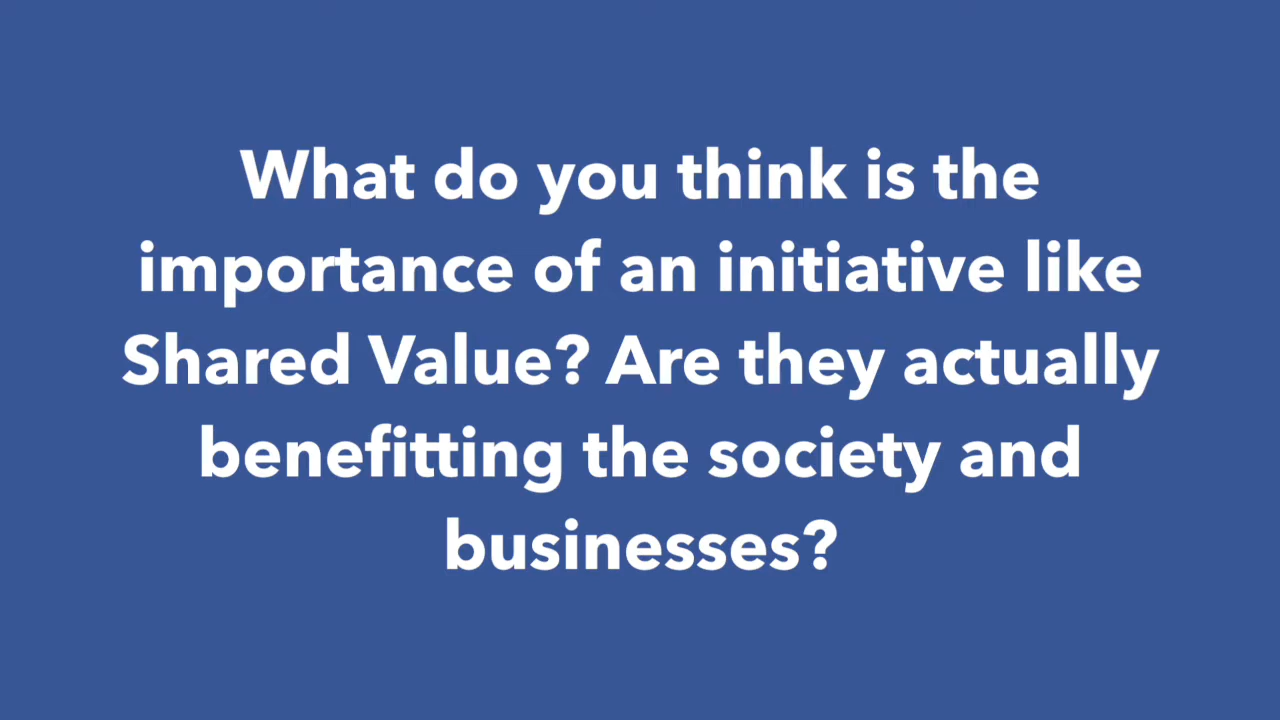 What do you think is the
importance of an initiative like
Shared Value? Are they actually
benefitting the society and
businesses?